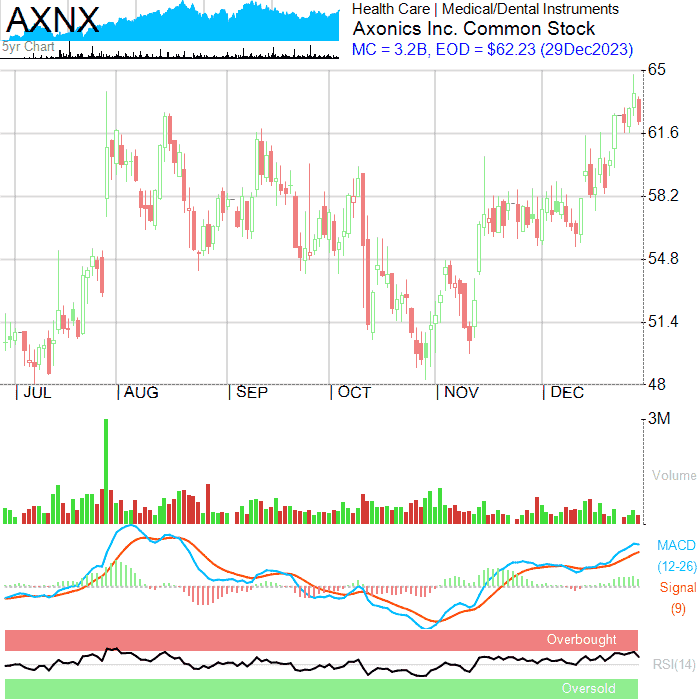 AXNX
5yr Chart
Health Care | Medical/Dental Instruments
Axonics Inc. Common Stock
MC = 3.2B, EOD = $62.23 (29Dec2023)
65
61.6
58.2
54.8
51.4
48
| JUL | AUG | SEP | OCT | NOV | DEC
3M
Volume
MACD
(12-26)
Signal
(9)
Overbought
RSI(14)
Oversold